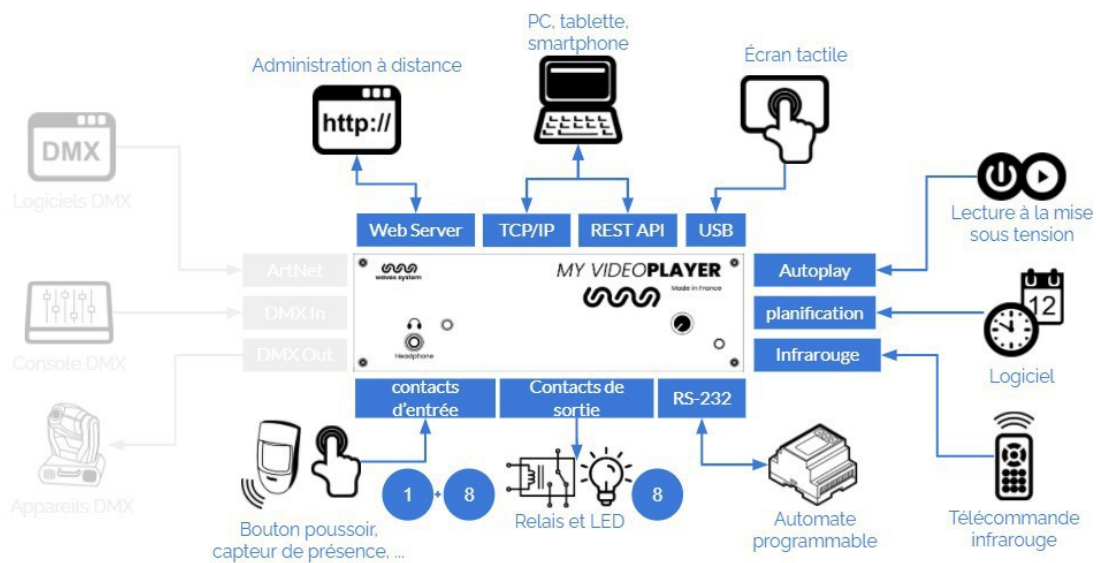 PC, tablette,
smartphone
Administration à distance
Écran tactile
http://
DMX
Logiciels DMX
Lecture à la mise
sous tension
Web Server
TCP/IP
REST API
USB
ArtNet
waveo system
MY VIDEOPLAYER
Made in France
Autoplay
DMX In
planification
12
Console DMX
Headphone
DMX Out
Infrarouge
Logiciel
contacts
d'entrée
Contacts de
sortie
RS-232
1 + 8
8
Appareils DMX
Bouton poussoir,
capteur de présence, ...
Relais et LED
Automate
programmable
Télécommande
infrarouge